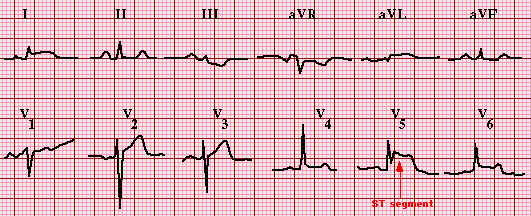 I II III aVR aVL aVF
V1 V2 V3 V4 V5 V6
ST segment